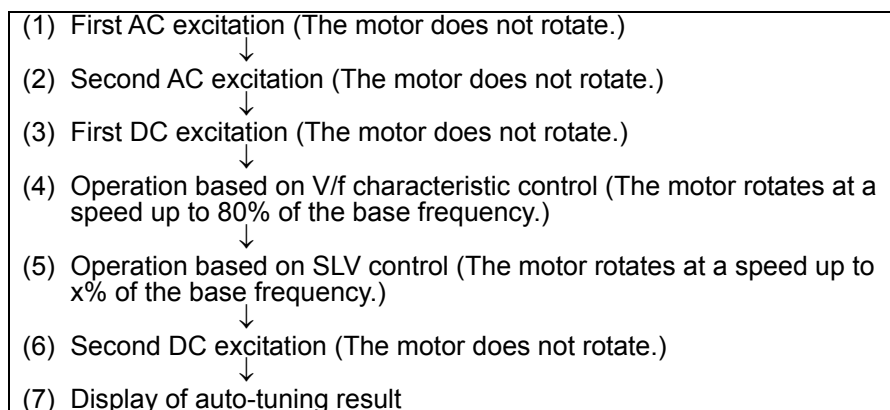 (1) First AC excitation (The motor does not rotate.)
↓
(2) Second AC excitation (The motor does not rotate.)
↓
(3) First DC excitation (The motor does not rotate.)
↓
(4) Operation based on V/f characteristic control (The motor rotates at a
speed up to 80% of the base frequency.)
↓
(5) Operation based on SLV control (The motor rotates at a speed up to
x% of the base frequency.)
↓
(6) Second DC excitation (The motor does not rotate.)
↓
(7) Display of auto-tuning result